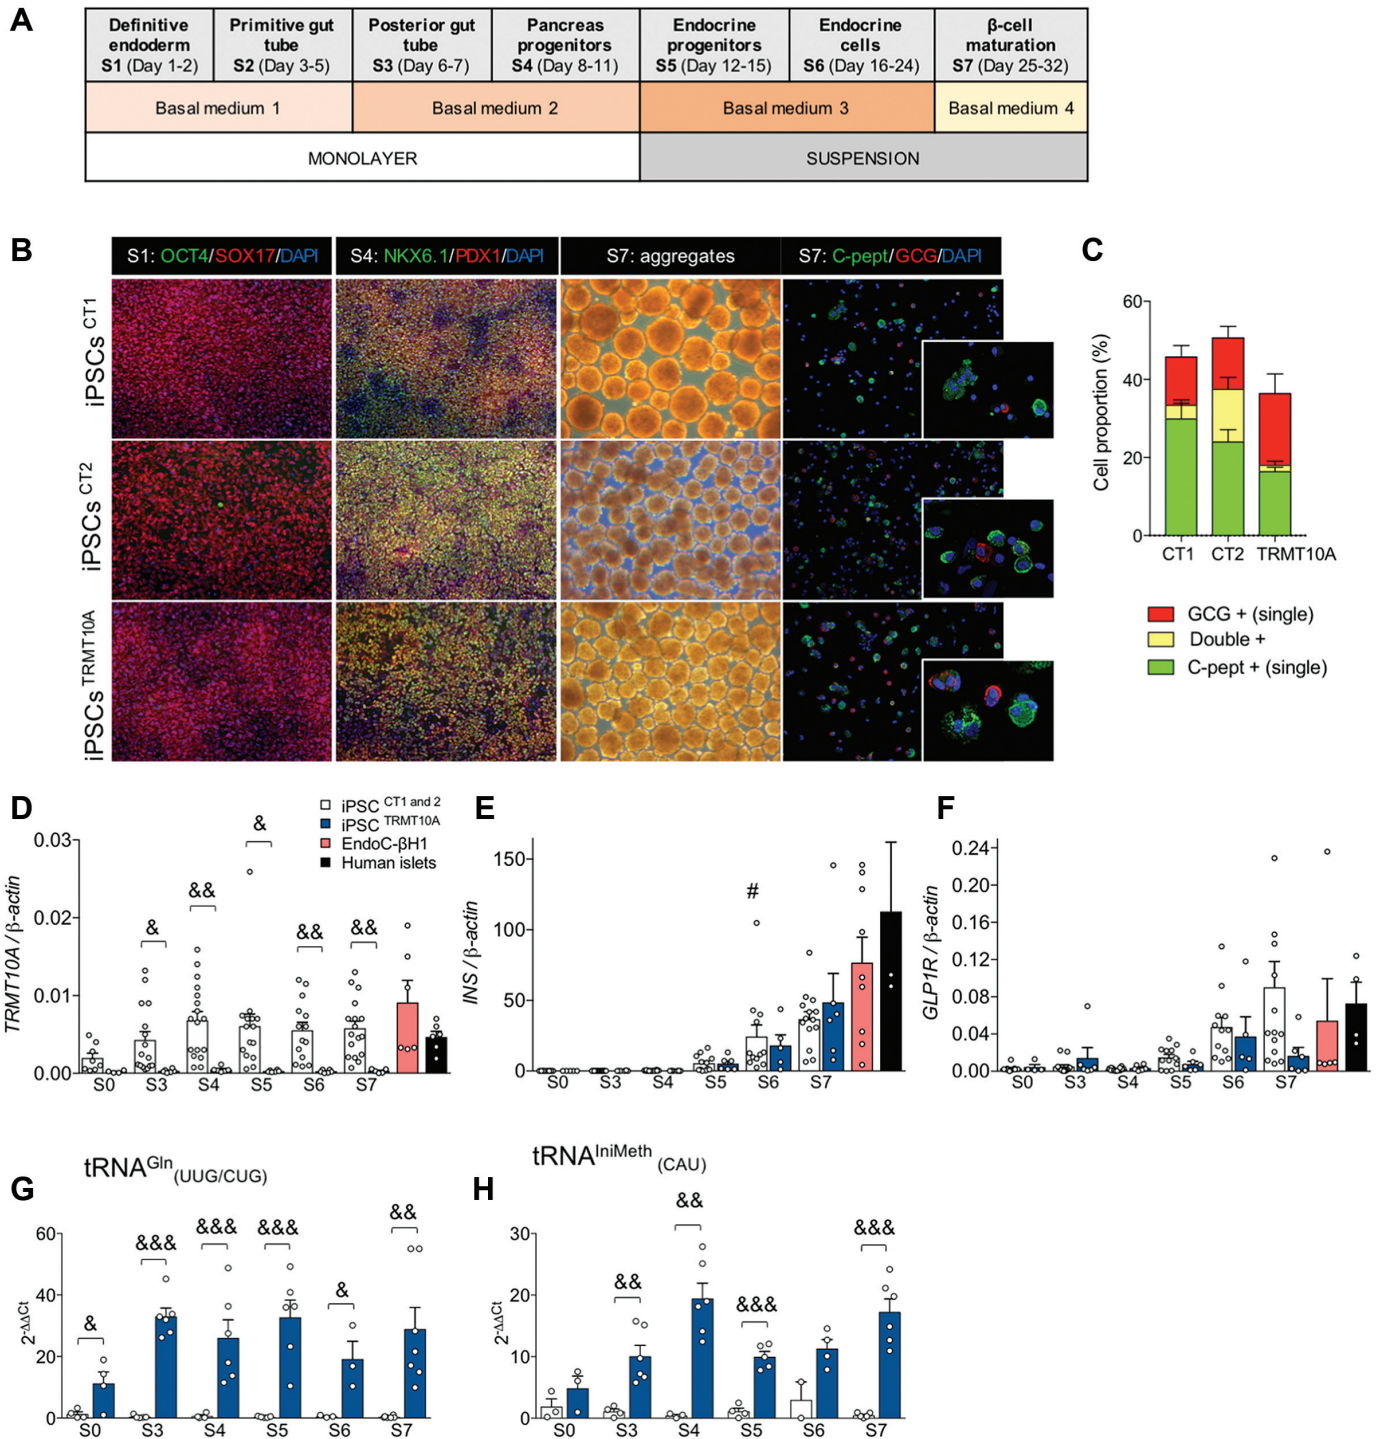 A
Definitive endoderm S1 (Day 1-2)
Primitive gut tube S2 (Day 3-5)
Posterior gut tube S3 (Day 6-7)
Pancreas progenitors S4 (Day 8-11)
Endocrine progenitors S5 (Day 12-15)
Endocrine cells S6 (Day 16-24)
β-cell maturation S7 (Day 25-32)
Basal medium 1
Basal medium 2
Basal medium 3
Basal medium 4
MONOLAYER
SUSPENSION
B
S1: OCT4/SOX17/DAPI
S4: NKX6.1/PDX1/DAPI
S7: aggregates
S7: C-pept/GCG/DAPI
iPSCs CT1
iPSCs CT2
iPSCs TRMT10A
C
Cell proportion (%)
60
40
20
0
CT1 CT2 TRMT10A
GCG + (single)
Double +
C-pept + (single)
D
iPSC CT1 and 2
iPSC TRMT10A
EndoC-βH1
Human islets
TRMT10A / β-actin
0.03
0.02
0.01
0.00
& && & && &&
S0 S3 S4 S5 S6 S7
E
INS / β-actin
150
100
50
0
#
S0 S3 S4 S5 S6 S7
F
GLP1R / β-actin
0.24
0.20
0.16
0.12
0.08
0.04
0.00
S0 S3 S4 S5 S6 S7
G
tRNAGln(UUG/CUG)
2-ΔΔCt
60
40
20
0
& &&& &&& &&& & &&
S0 S3 S4 S5 S6 S7
H
tRNAIniMeth (CAU)
2-ΔΔCt
30
20
10
0
&& && &&& &&&
S0 S3 S4 S5 S6 S7